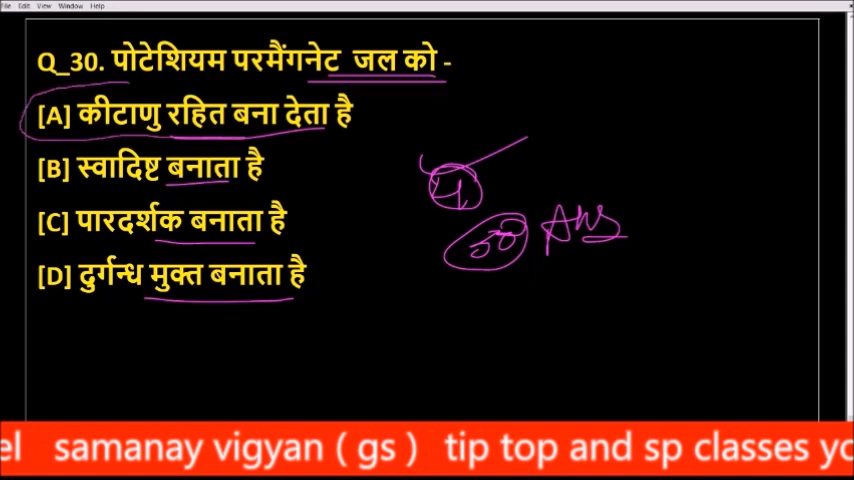 File Edit View Window Help
Q_30. पोटेशियम परमैंगनेट जल को -
[A] कीटाणु रहित बना देता है
[B] स्वादिष्ट बनाता है
[C] पारदर्शक बनाता है
[D] दुर्गन्ध मुक्त बनाता है
Ans
el samanay vigyan ( gs ) tip top and sp classes yo